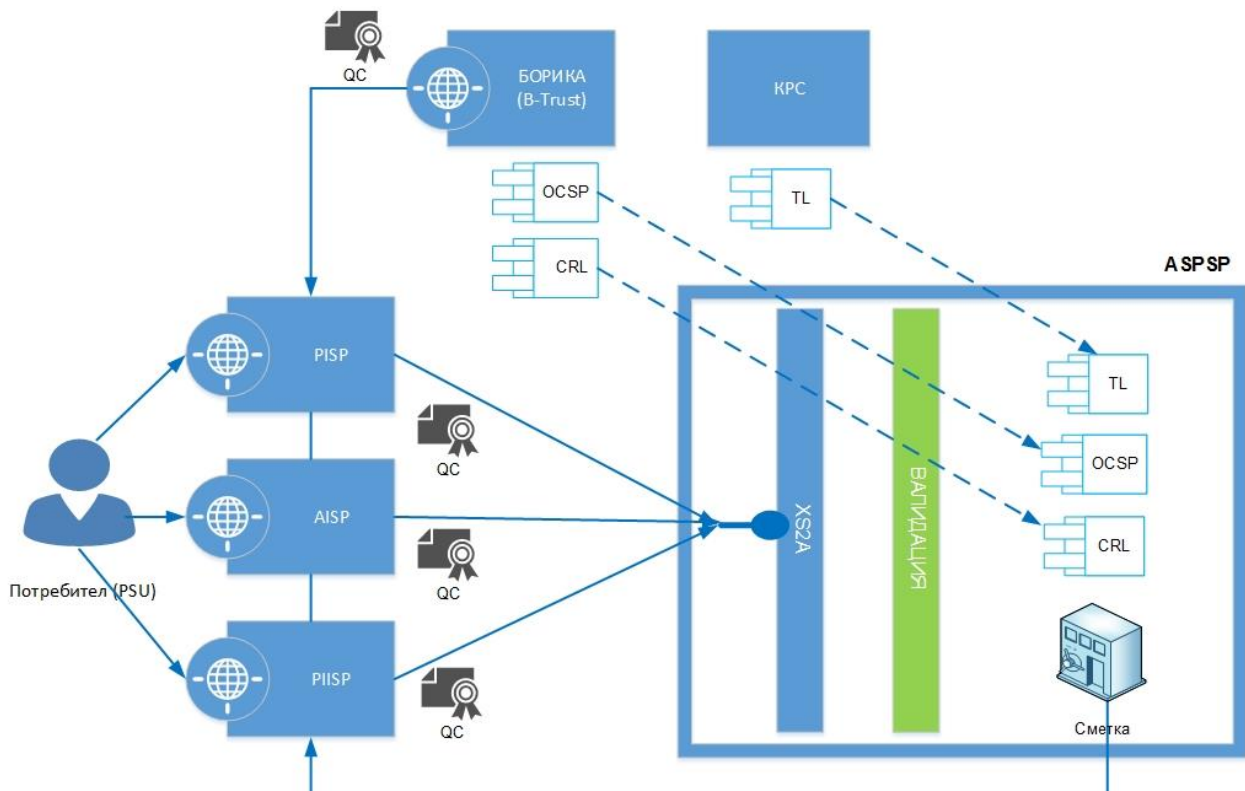 QC
БОРИКА
(B-Trust)
КРС
OCSP
TL
CRL
ASPSP
PISP
TL
QC
OCSP
AISP
XS2A
ВАЛИДАЦИЯ
CRL
QC
Потребител (PSU)
PIISP
QC
Сметка